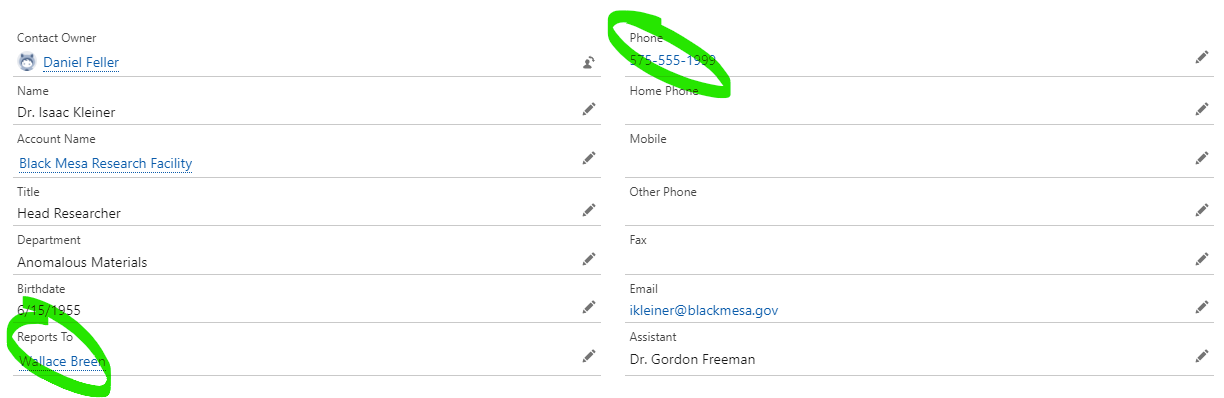 Contact Owner
Daniel Feller
Name
Dr. Isaac Kleiner
Account Name
Black Mesa Research Facility
Title
Head Researcher
Department
Anomalous Materials
Birthdate
6/15/1955
Reports To
Wallace Breen
Phone
575-555-1999
Home Phone
Mobile
Other Phone
Fax
Email
ikleiner@blackmesa.gov
Assistant
Dr. Gordon Freeman